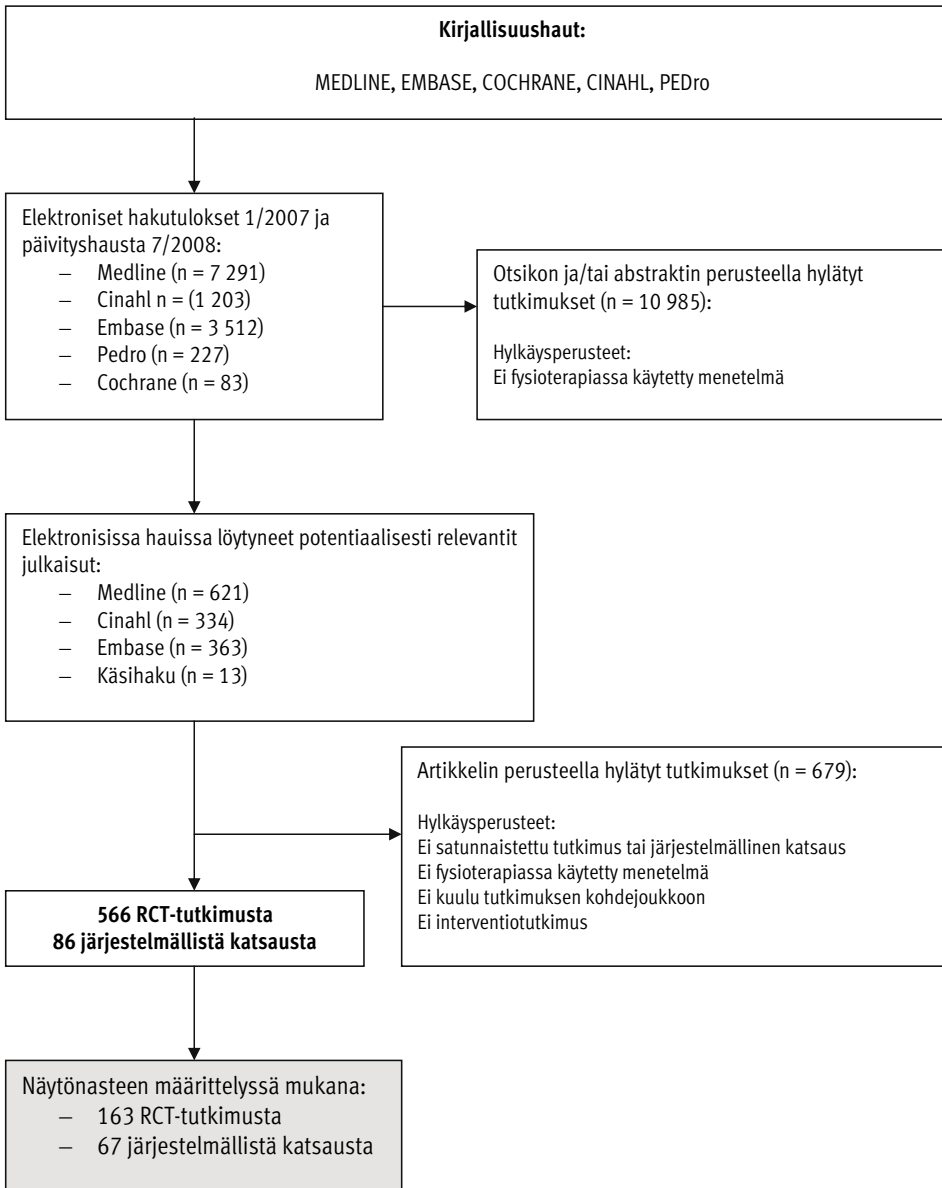 Kirjallisuushaut:
MEDLINE, EMBASE, COCHRANE, CINAHL, PEDro
Elektroniset hakutulokset 1/2007 ja
päivityshausta 7/2008:
– Medline (n = 7 291)
– Cinahl n = (1 203)
– Embase (n = 3 512)
– Pedro (n = 227)
– Cochrane (n = 83)
Otsikon ja/tai abstraktin perusteella hylätyt
tutkimukset (n = 10 985):
Hylkäysperusteet:
Ei fysioterapiassa käytetty menetelmä
Elektronisissa hauissa löytyneet potentiaalisesti relevantit
julkaisut:
– Medline (n = 621)
– Cinahl (n = 334)
– Embase (n = 363)
– Käsihaku (n = 13)
Artikkelin perusteella hylätyt tutkimukset (n = 679):
Hylkäysperusteet:
Ei satunnaistettu tutkimus tai järjestelmällinen katsaus
Ei fysioterapiassa käytetty menetelmä
Ei kuulu tutkimuksen kohdejoukkoon
Ei interventiotutkimus
566 RCT-tutkimusta
86 järjestelmällistä katsausta
Näytönasteen määrittelyssä mukana:
– 163 RCT-tutkimusta
– 67 järjestelmällistä katsausta